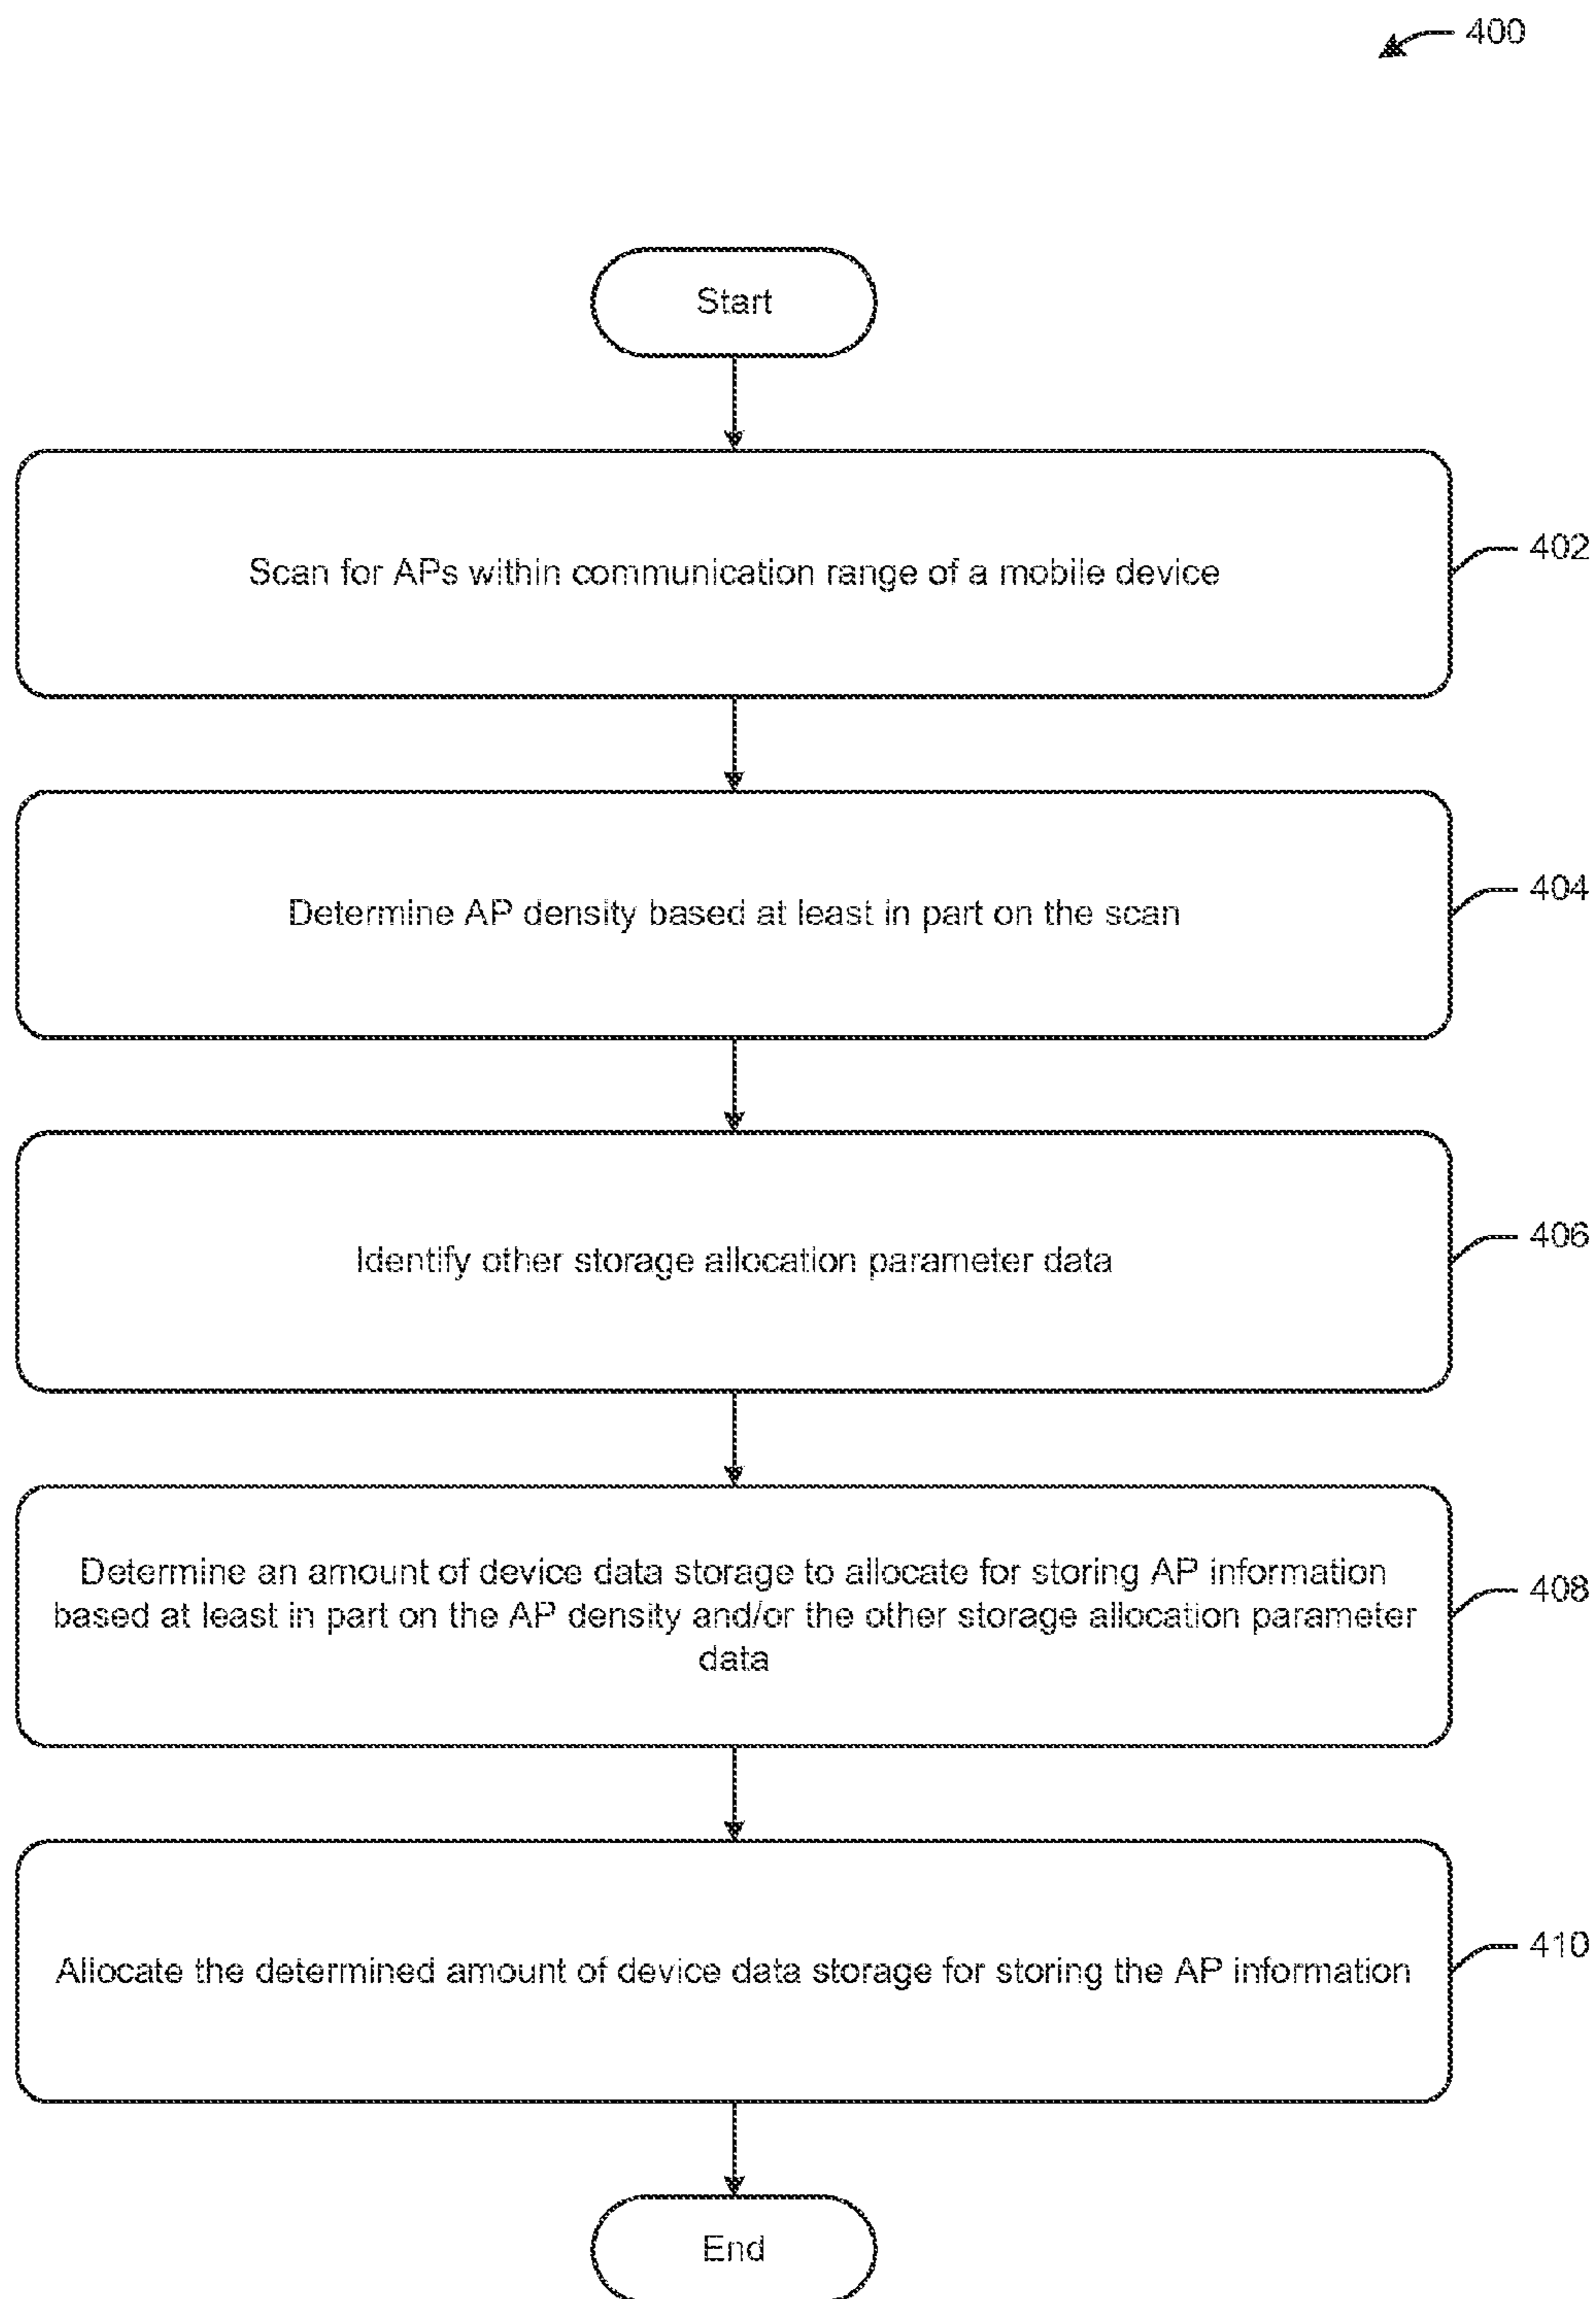 400
Start
Scan for APs within communication range of a mobile device
402
Determine AP density based at least in part on the scan
404
Identify other storage allocation parameter data
406
Determine an amount of device data storage to allocate for storing AP information
based at least in part on the AP density and/or the other storage allocation parameter
data
408
Allocate the determined amount of device data storage for storing the AP information
410
End